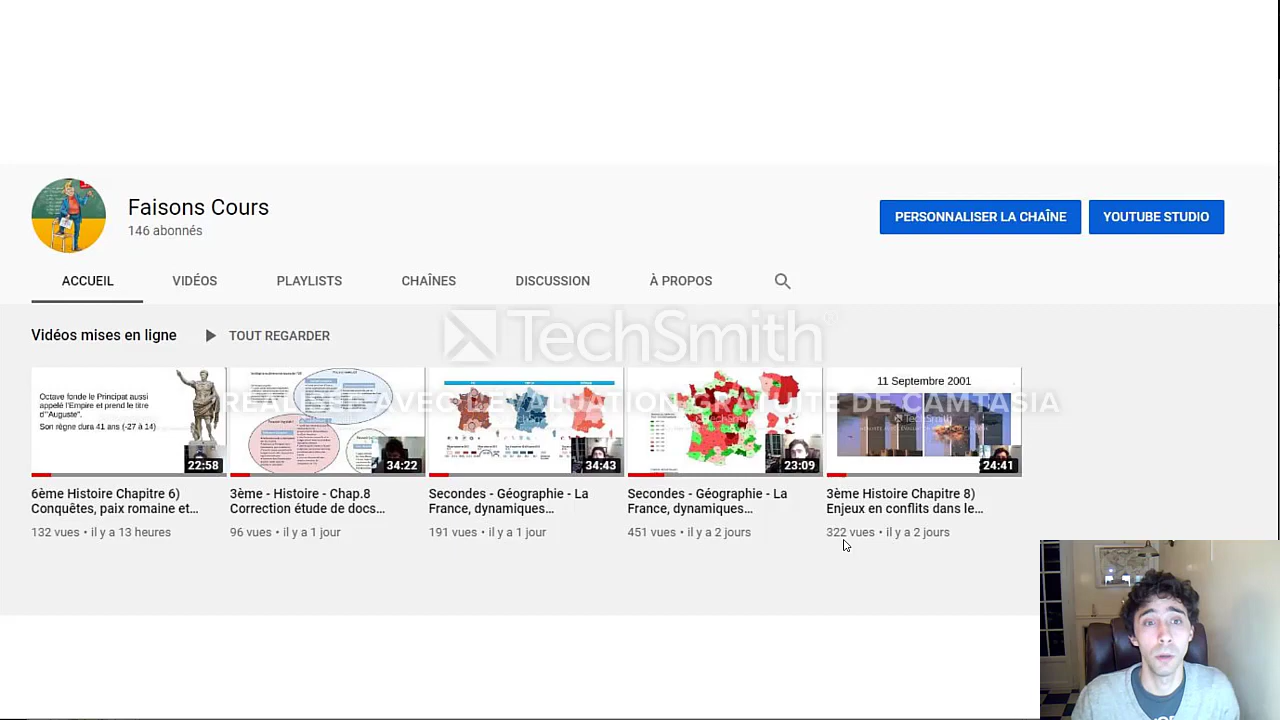 Faisons Cours
146 abonnés
PERSONNALISER LA CHAÎNE
YOUTUBE STUDIO
ACCUEIL
VIDÉOS
PLAYLISTS
CHAÎNES
DISCUSSION
À PROPOS
Vidéos mises en ligne
TOUT REGARDER
TechSmith
RÉALISÉ AVEC L'ÉVALUATION GRATUITE DE CAMTASIA
Octave fonde le Principat aussi
appelé l'Empire et prend le titre
d'"Auguste".
Son règne dura 41 ans (-27 à 14)
22:58
34:22
34:43
23:09
11 Septembre 2001
24:41
6ème Histoire Chapitre 6)
Conquêtes, paix romaine et...
132 vues • il y a 13 heures
3ème - Histoire - Chap.8
Correction étude de docs...
96 vues • il y a 1 jour
Secondes - Géographie - La
France, dynamiques...
191 vues • il y a 1 jour
Secondes - Géographie - La
France, dynamiques...
451 vues • il y a 2 jours
3ème Histoire Chapitre 8)
Enjeux en conflits dans le...
322 vues • il y a 2 jours